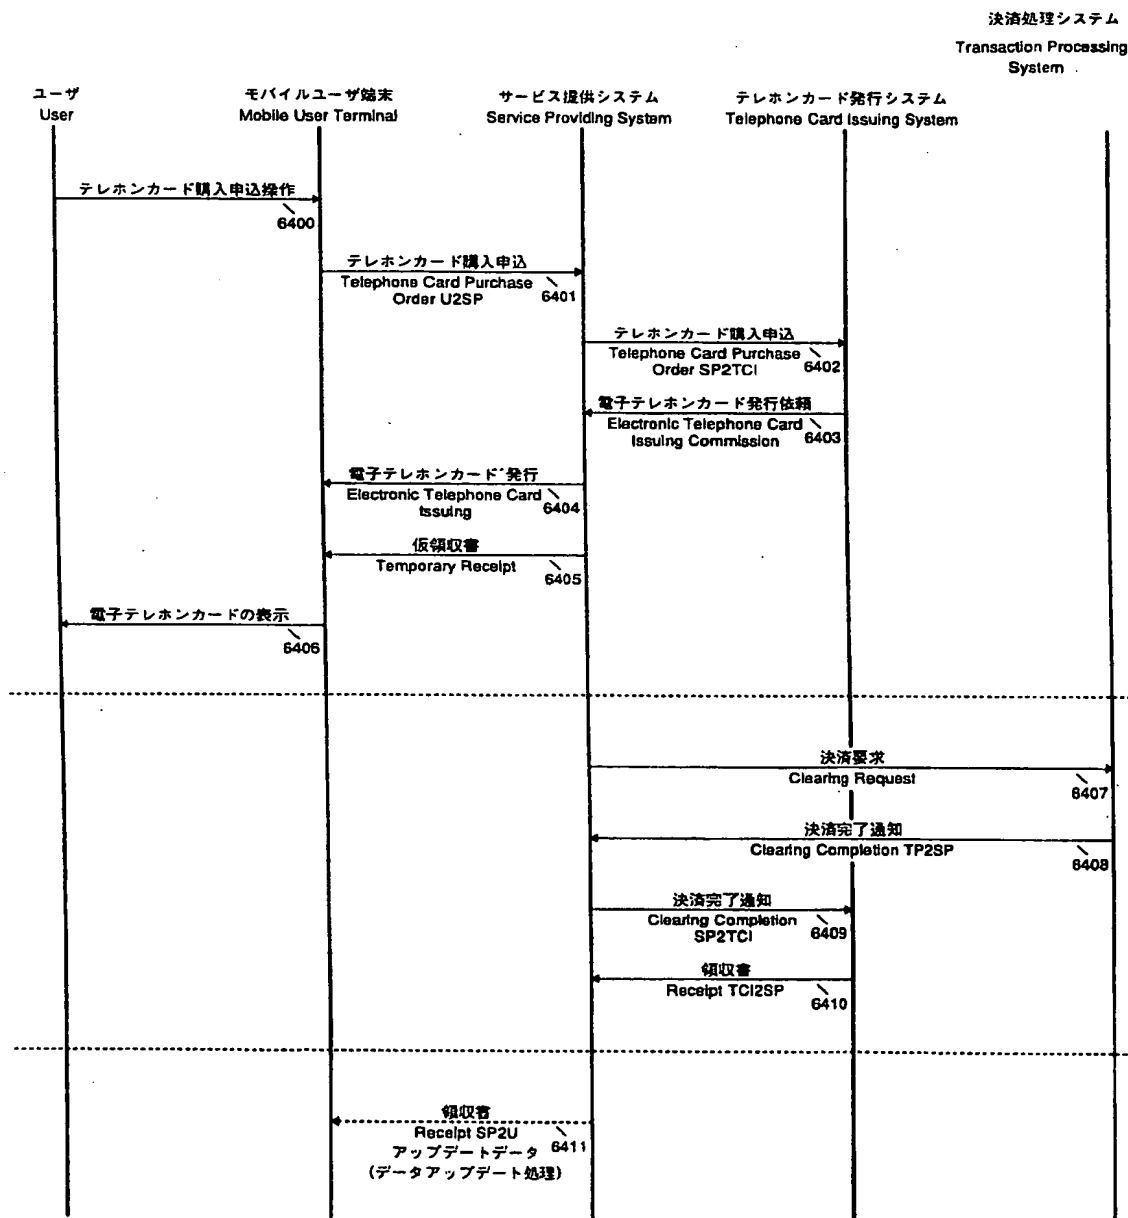 決済処理システム
Transaction Processing
System
ユーザ
User
モバイルユーザ端末
Mobile User Terminal
サービス提供システム
Service Providing System
テレホンカード発行システム
Telephone Card Issuing System
テレホンカード購入申込操作
6400
テレホンカード購入申込
Telephone Card Purchase
Order U2SP
6401
テレホンカード購入申込
Telephone Card Purchase
Order SP2TCI
6402
電子テレホンカード発行依頼
Electronic Telephone Card
Issuing Commission
6403
電子テレホンカード発行
Electronic Telephone Card
Issuing
6404
仮領収書
Temporary Receipt
6405
電子テレホンカードの表示
6406
決済要求
Clearing Request
6407
決済完了通知
Clearing Completion TP2SP
6408
決済完了通知
Clearing Completion
SP2TCI
6409
領収書
Receipt TCI2SP
6410
領収書
Receipt SP2U
6411
アップデートデータ
(データアップデート処理)